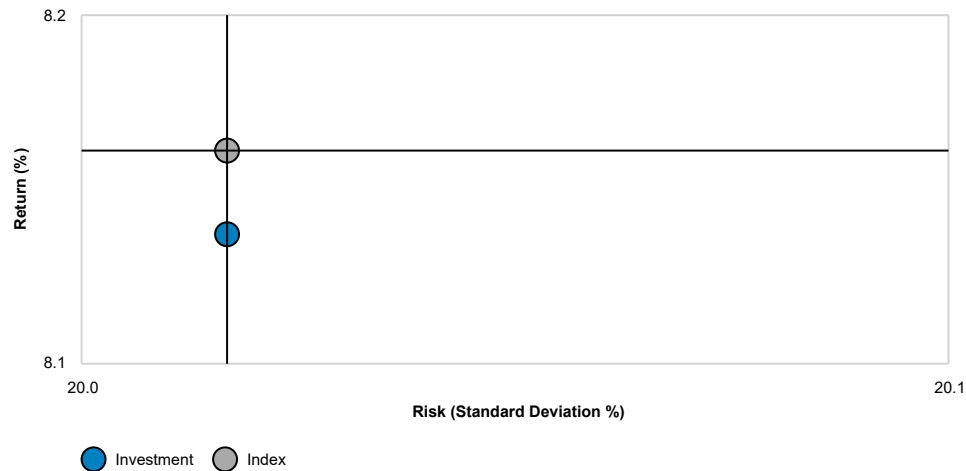 8.2
Return (%)
8.1
20.0
20.1
Risk (Standard Deviation %)
Investment
Index